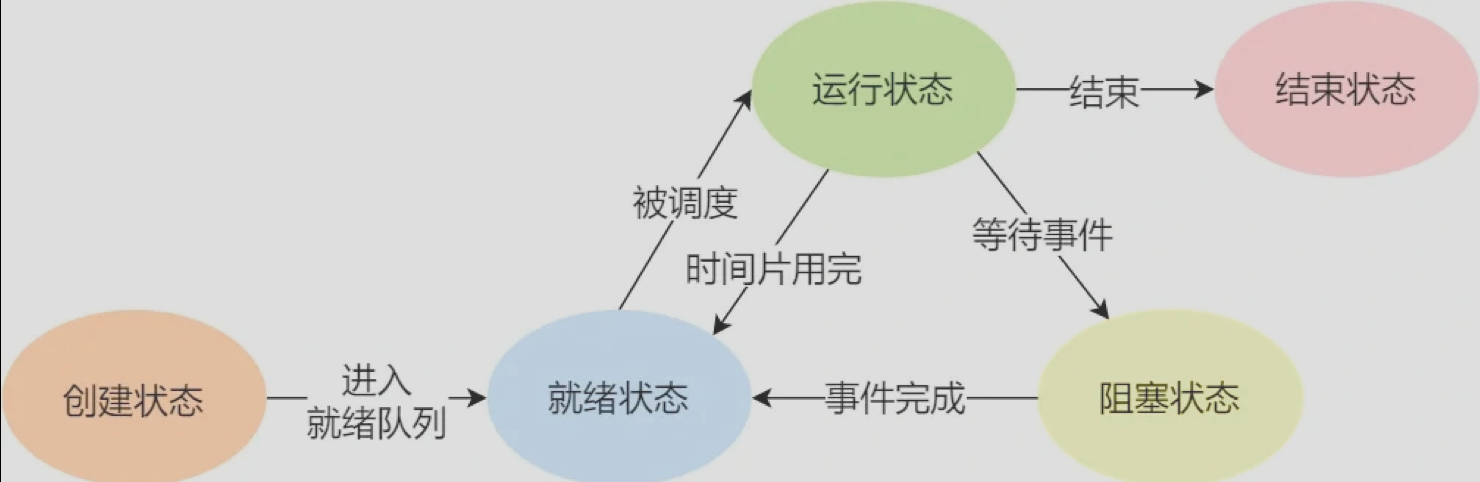 运行状态
结束
结束状态
被调度
时间片用完
等待事件
创建状态
进入
就绪队列
就绪状态
事件完成
阻塞状态